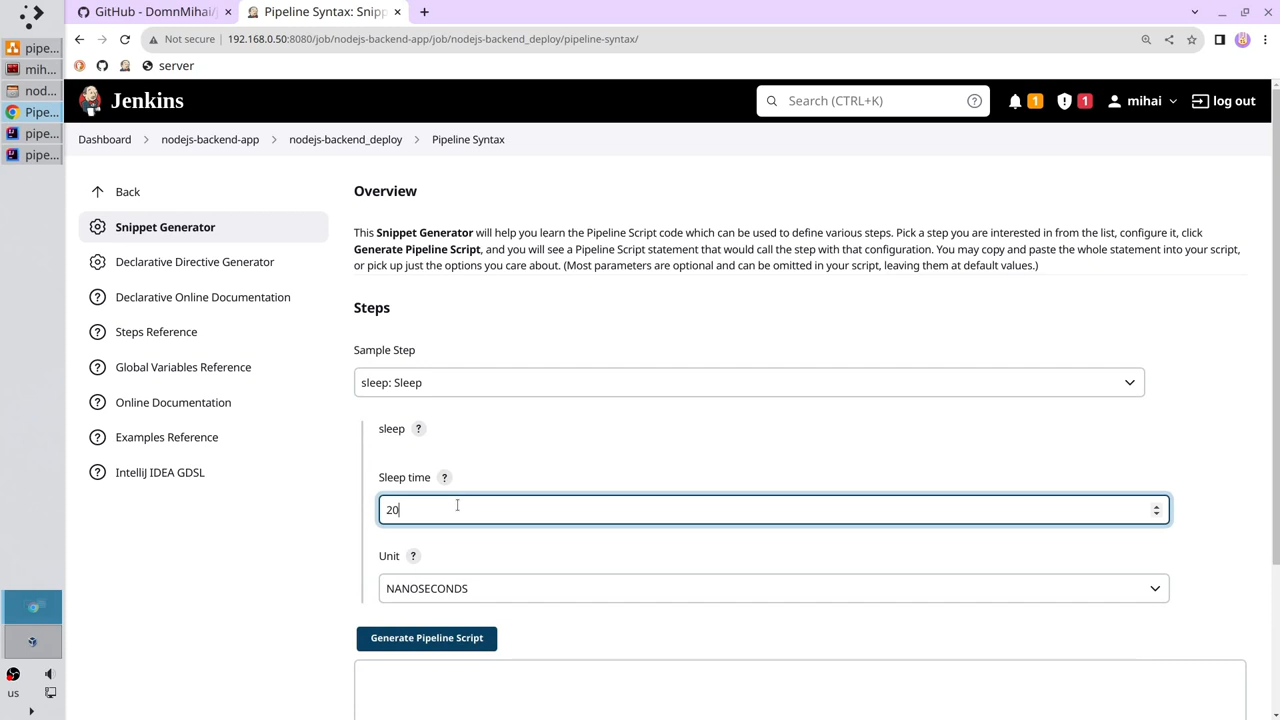 GitHub - DomnMihai/
Pipeline Syntax: Snipp
pipe...
mih...
nod...
Pipe...
pipe...
pipe...
us
Not secure
192.168.0.50:8080/job/nodejs-backend-app/job/nodejs-backend_deploy/pipeline-syntax/
server
Jenkins
Search (CTRL+K)
?
1
1
mihai
log out
Dashboard
nodejs-backend-app
nodejs-backend_deploy
Pipeline Syntax
Back
Snippet Generator
Declarative Directive Generator
Declarative Online Documentation
Steps Reference
Global Variables Reference
Online Documentation
Examples Reference
IntelliJ IDEA GDSL
Overview
This Snippet Generator will help you learn the Pipeline Script code which can be used to define various steps. Pick a step you are interested in from the list, configure it, click
Generate Pipeline Script, and you will see a Pipeline Script statement that would call the step with that configuration. You may copy and paste the whole statement into your script,
or pick up just the options you care about. (Most parameters are optional and can be omitted in your script, leaving them at default values.)
Steps
Sample Step
sleep: Sleep
sleep ?
Sleep time ?
20
Unit ?
NANOSECONDS
Generate Pipeline Script